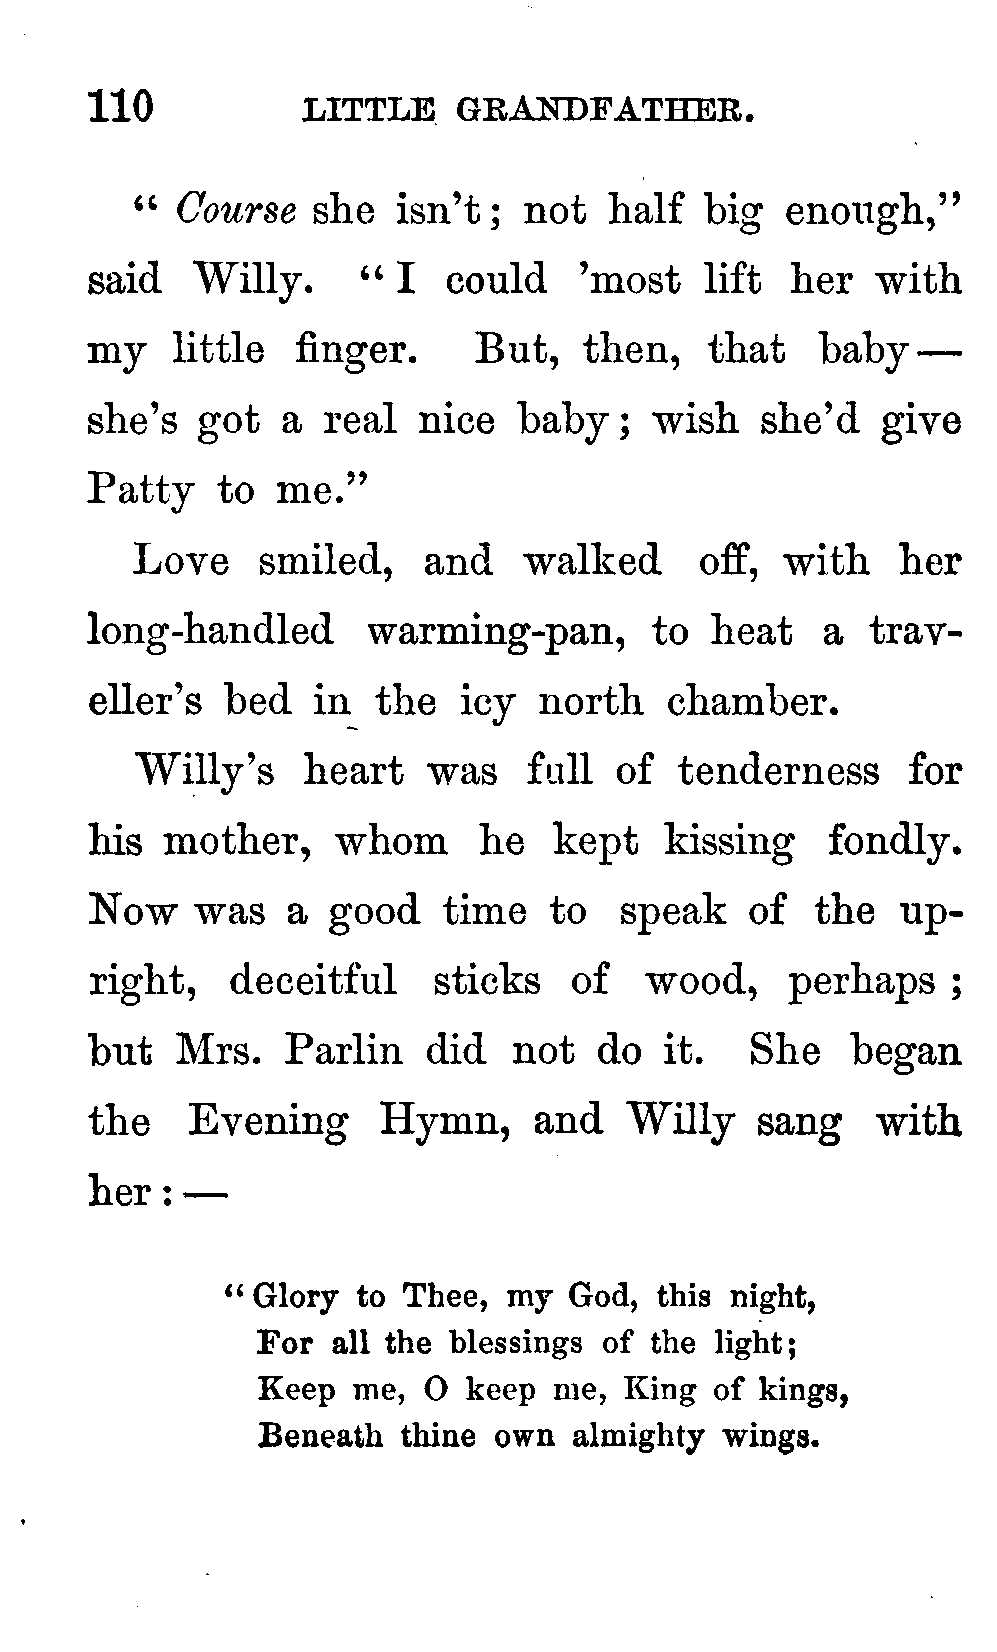 110 LITTLE GRANDFATHER.
“ Course she isn’t ; not half big enough,”
said Willy. “ I could ’most lift her with
my little finger. But, then, that baby —
she’s got a real nice baby ; wish she’d give
Patty to me.”
Love smiled, and walked off, with her
long-handled warming-pan, to heat a trav-
eller’s bed in the icy north chamber.
Willy’s heart was full of tenderness for
his mother, whom he kept kissing fondly.
Now was a good time to speak of the up-
right, deceitful sticks of wood, perhaps ;
but Mrs. Parlin did not do it. She began
the Evening Hymn, and Willy sang with
her : —
“ Glory to Thee, my God, this night,
For all the blessings of the light;
Keep me, O keep me, King of kings,
Beneath thine own almighty wings.